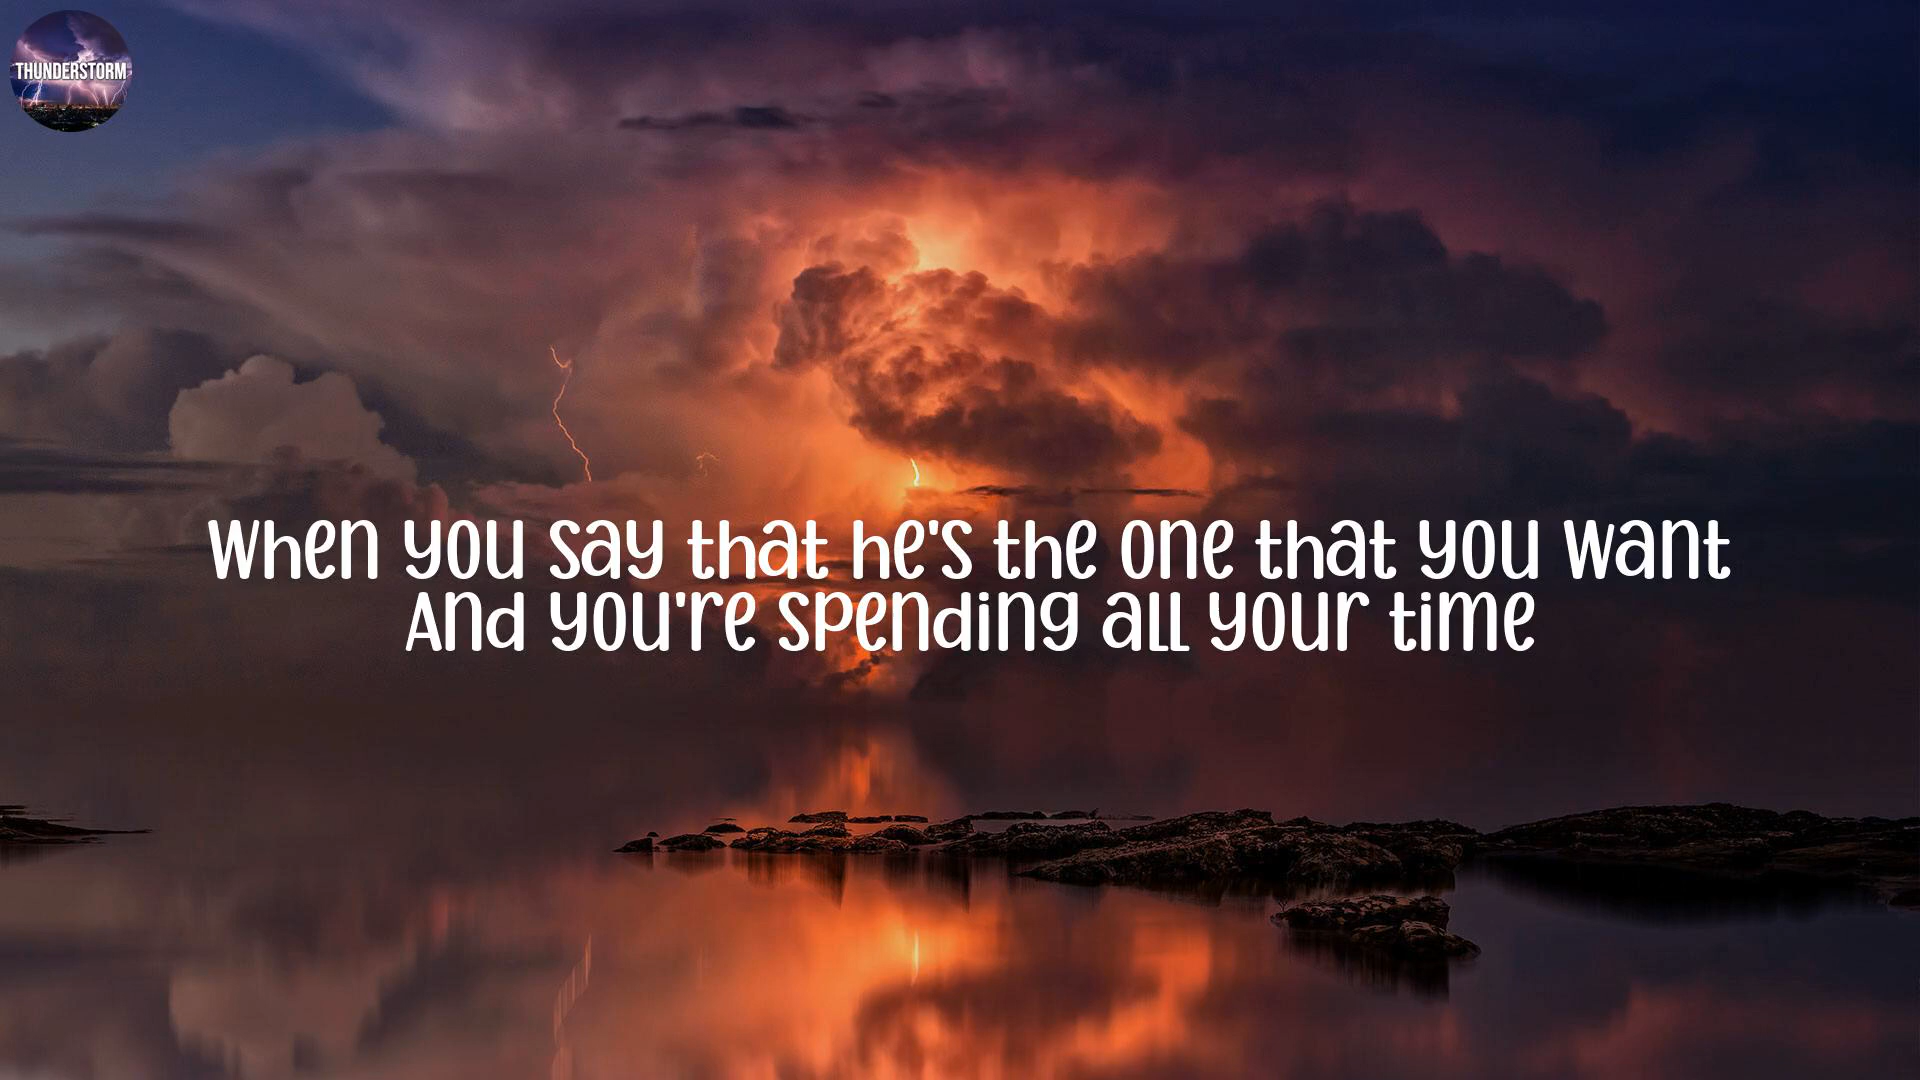 THUNDERSTORM
When you say that he's the one that you want
And you're spending all your time